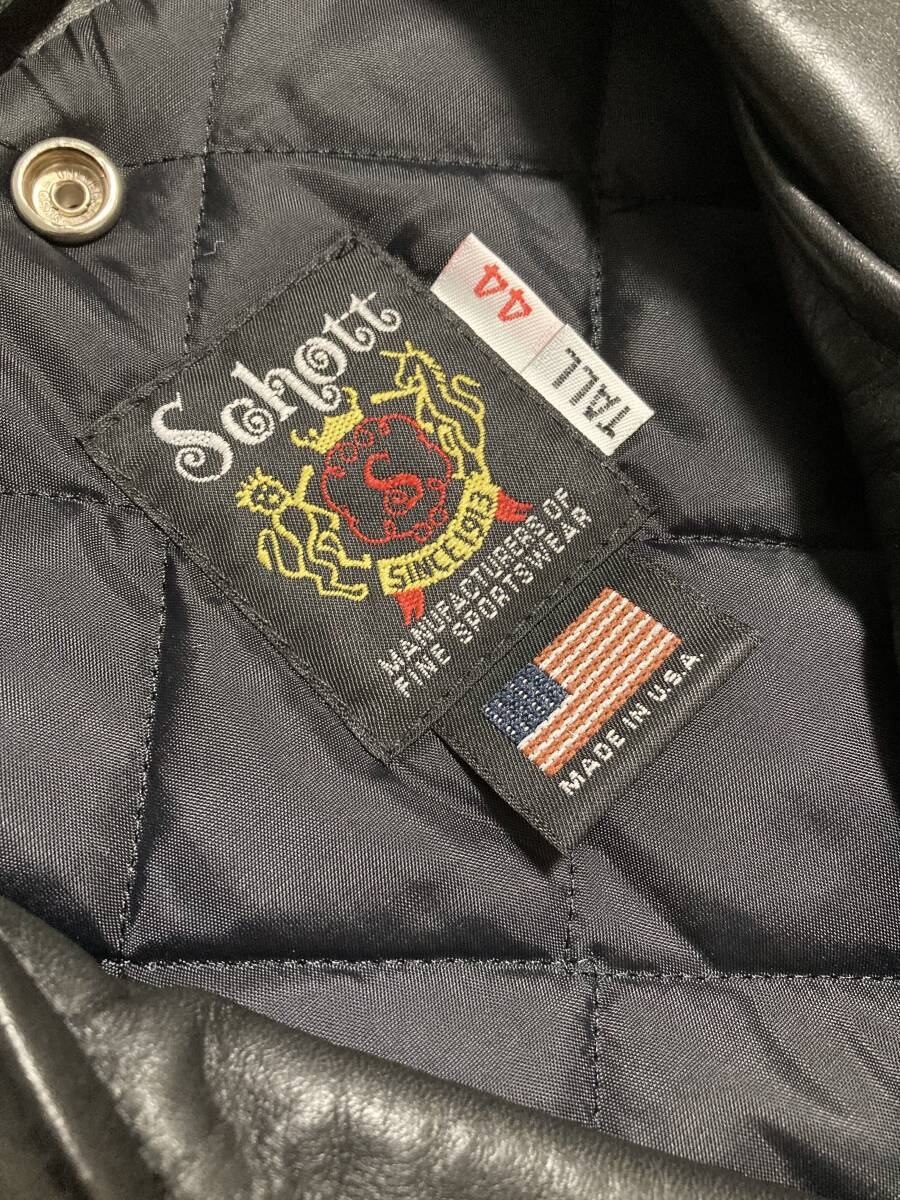 44
TALL
Schott
S
SINCE 1913
MANUFACTURERS OF
FINE SPORTSWEAR
MADE IN U.S.A